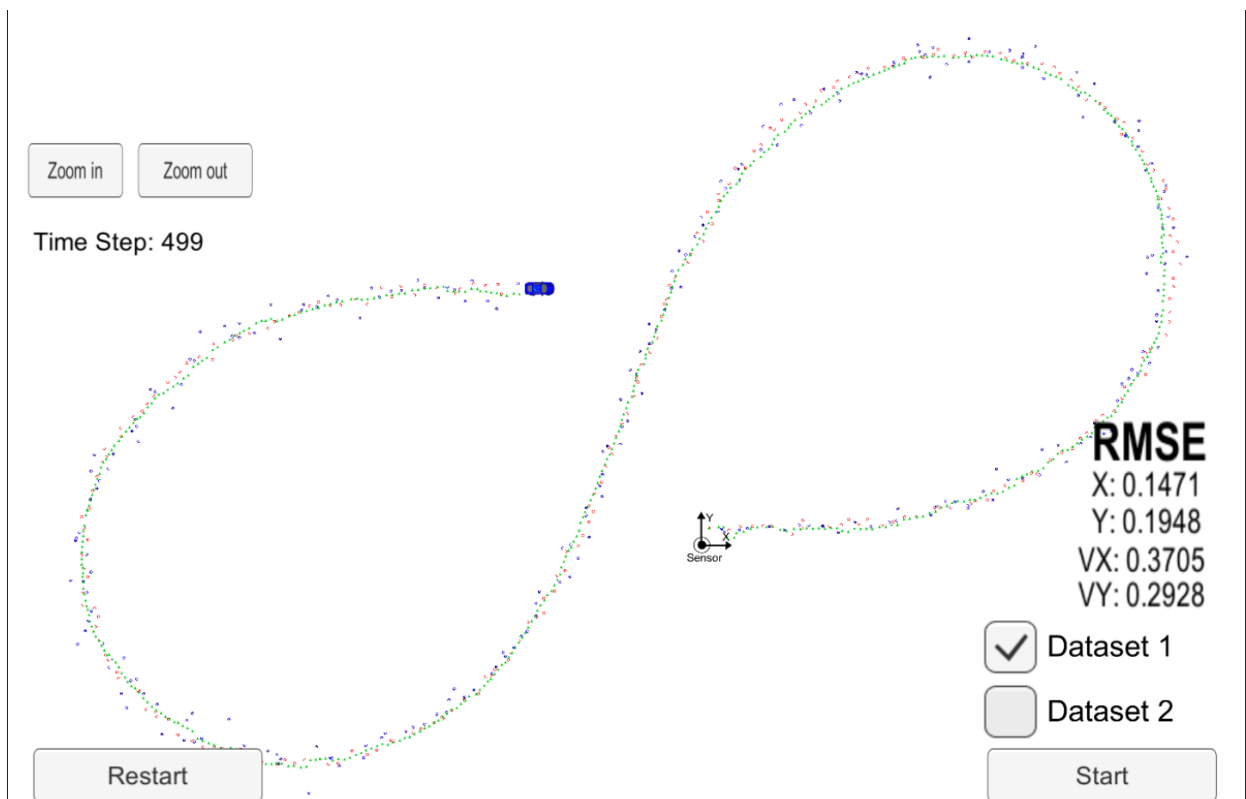 Zoom in
Zoom out
Time Step: 499
Y
X
Sensor
RMSE
X: 0.1471
Y: 0.1948
VX: 0.3705
VY: 0.2928
Dataset 1
Dataset 2
Restart
Start